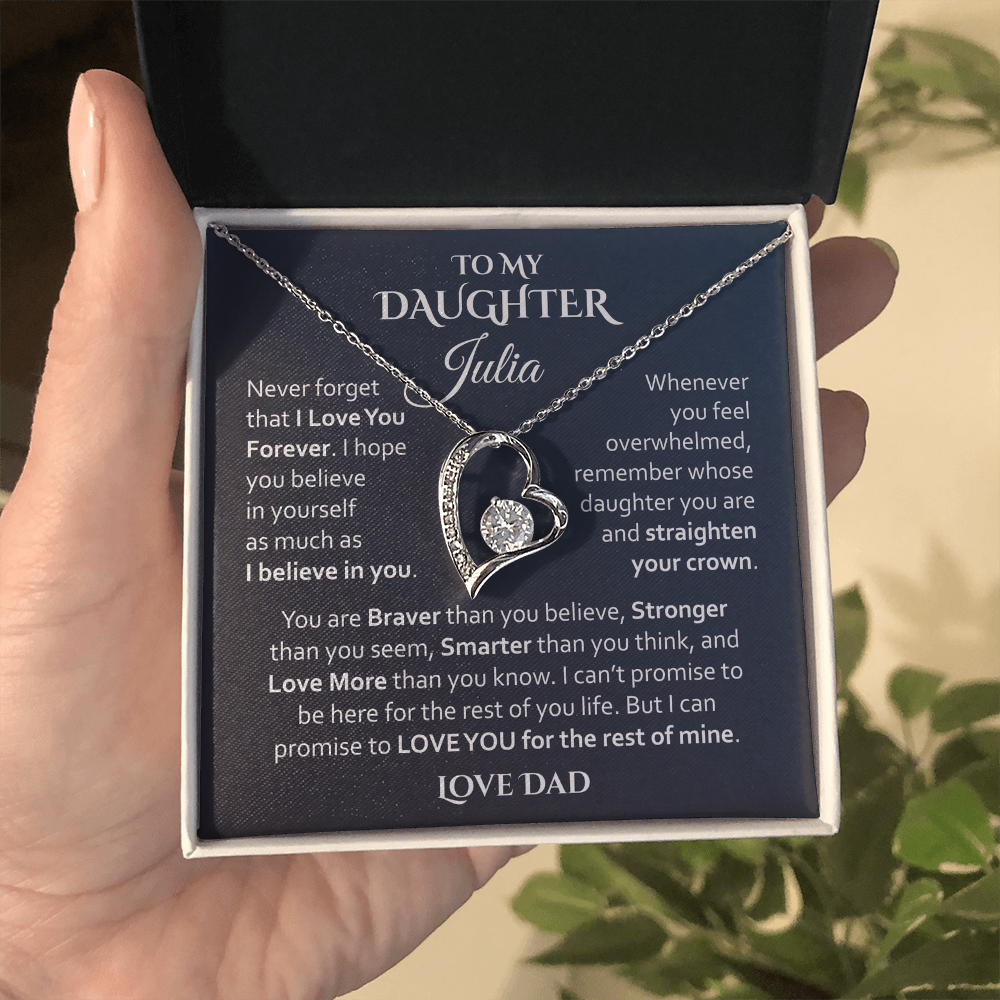 TO MY
DAUGHTER
Julia
Never forget
that I Love You
Forever. I hope
you believe
in yourself
as much as
I believe in you.
Whenever
you feel
overwhelmed,
remember whose
daughter you are
and straighten
your crown.
You are Braver than you believe, Stronger
than you seem, Smarter than you think, and
Love More than you know. I can’t promise to
be here for the rest of you life. But I can
promise to LOVE YOU for the rest of mine.
LOVE DAD